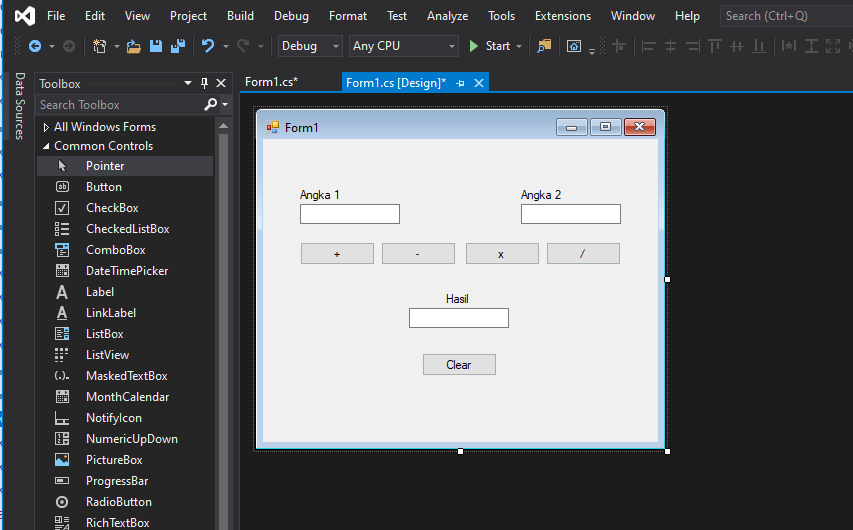 File Edit View Project Build Debug Format Test Analyze Tools Extensions Window Help Search (Ctrl+Q)
Debug Any CPU Start
Data Sources
Toolbox
Search Toolbox
All Windows Forms
Common Controls
Pointer
Button
CheckBox
CheckedListBox
ComboBox
DateTimePicker
Label
LinkLabel
ListBox
ListView
MaskedTextBox
MonthCalendar
NotifyIcon
NumericUpDown
PictureBox
ProgressBar
RadioButton
RichTextBox
Form1.cs* Form1.cs [Design]*
Form1
Angka 1 Angka 2
+ - x /
Hasil
Clear